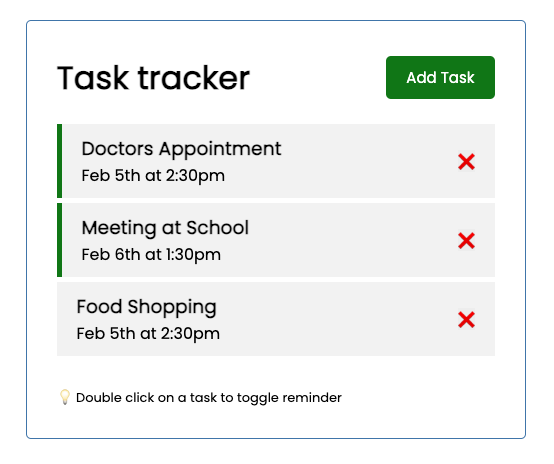 Task tracker
Add Task
Doctors Appointment
Feb 5th at 2:30pm
Meeting at School
Feb 6th at 1:30pm
Food Shopping
Feb 5th at 2:30pm
Double click on a task to toggle reminder